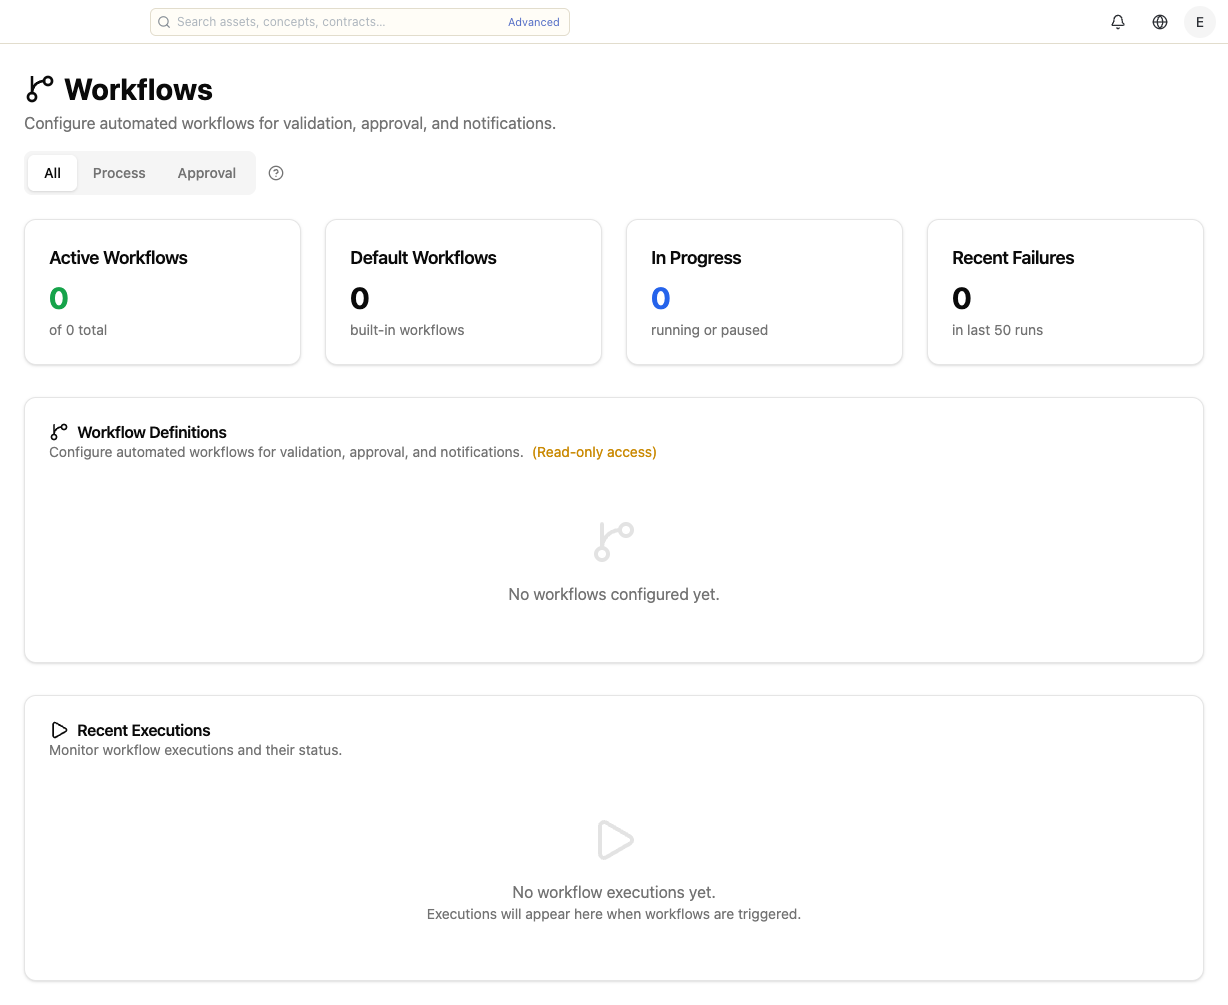 Search assets, concepts, contracts...
Advanced
E
Workflows
Configure automated workflows for validation, approval, and notifications.
All
Process
Approval
Active Workflows
0
of 0 total
Default Workflows
0
built-in workflows
In Progress
0
running or paused
Recent Failures
0
in last 50 runs
Workflow Definitions
Configure automated workflows for validation, approval, and notifications. (Read-only access)
No workflows configured yet.
Recent Executions
Monitor workflow executions and their status.
No workflow executions yet.
Executions will appear here when workflows are triggered.